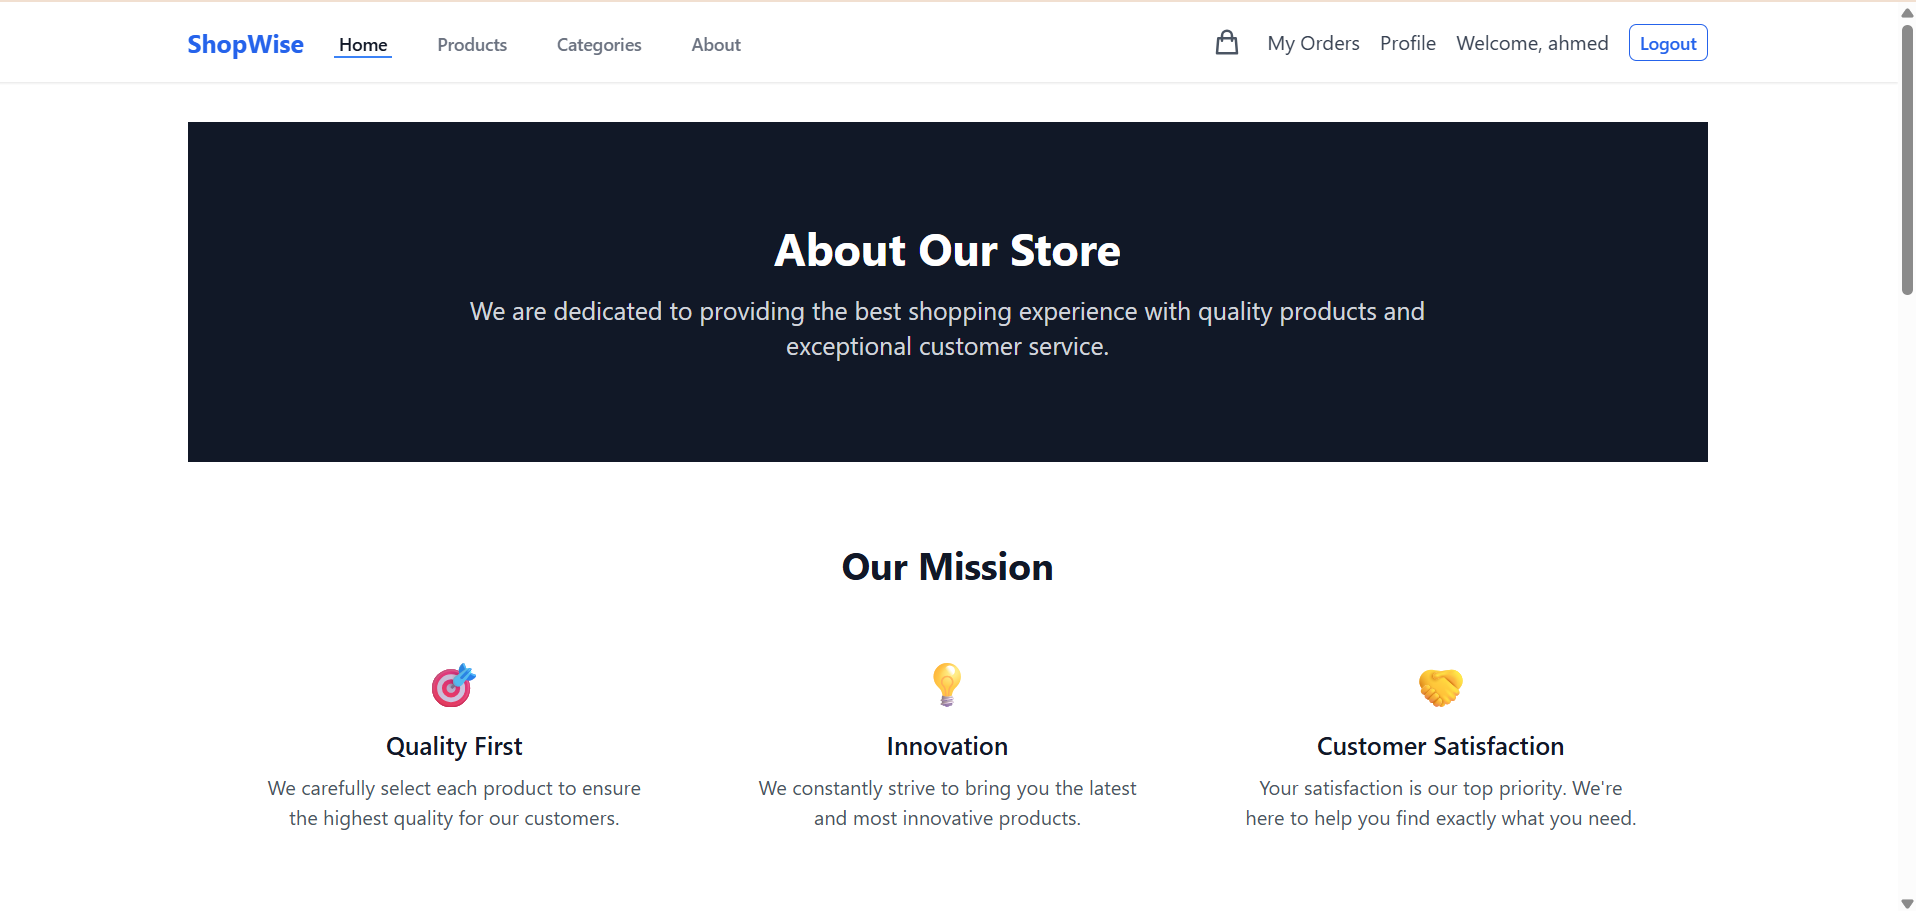 ShopWise Home Products Categories About My Orders Profile Welcome, ahmed Logout
About Our Store
We are dedicated to providing the best shopping experience with quality products and
exceptional customer service.
Our Mission
Quality First
We carefully select each product to ensure
the highest quality for our customers.
Innovation
We constantly strive to bring you the latest
and most innovative products.
Customer Satisfaction
Your satisfaction is our top priority. We're
here to help you find exactly what you need.